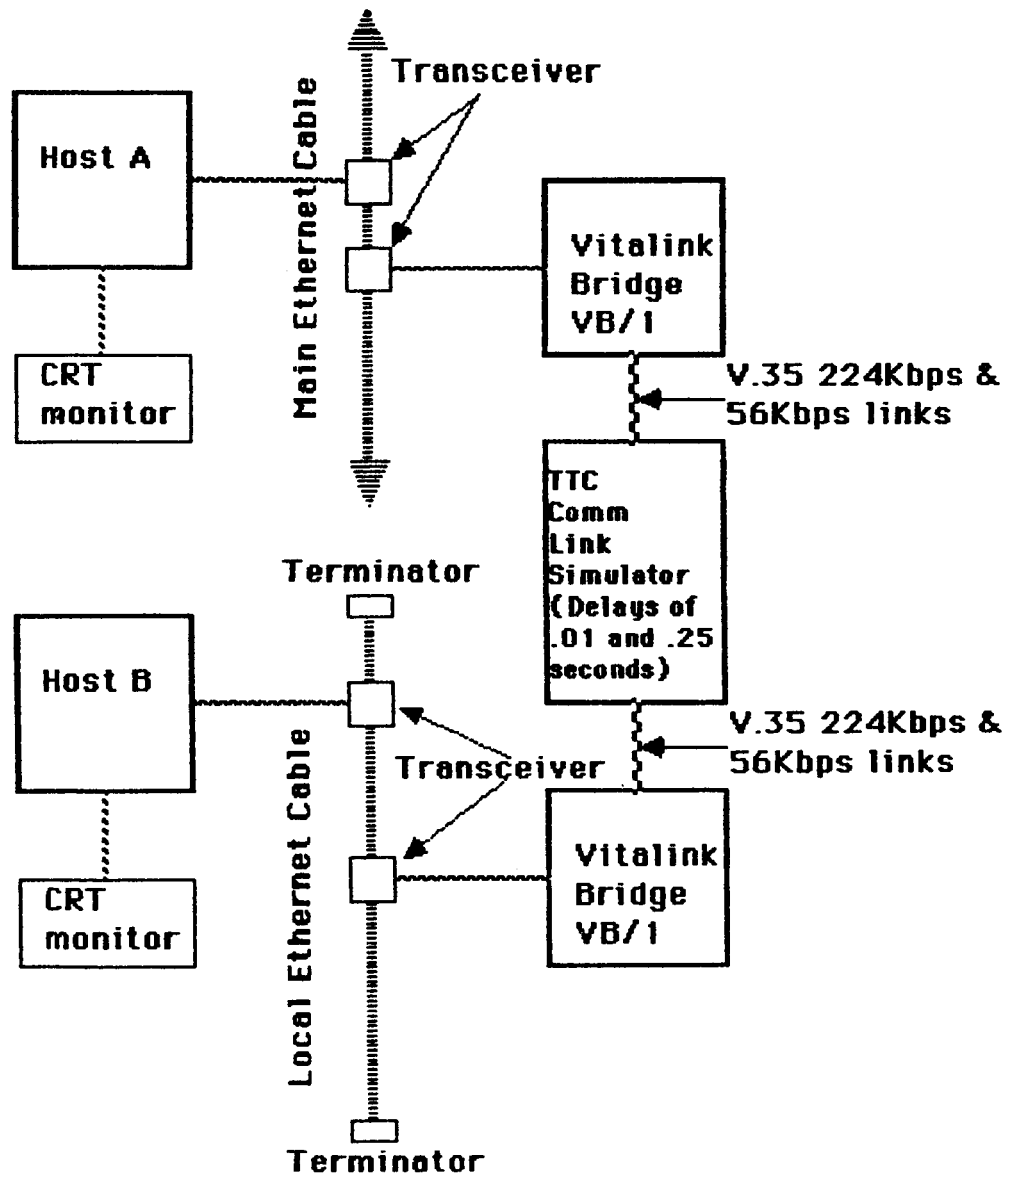 Transceiver
Host A
Main Ethernet Cable
Vitalink
Bridge
VB/1
CRT
monitor
V.35 224Kbps &
56Kbps links
TTC
Comm
Link
Simulator
(Delays of
.01 and .25
seconds)
Terminator
Host B
Local Ethernet Cable
Transceiver
V.35 224Kbps &
56Kbps links
Vitalink
Bridge
VB/1
CRT
monitor
Terminator